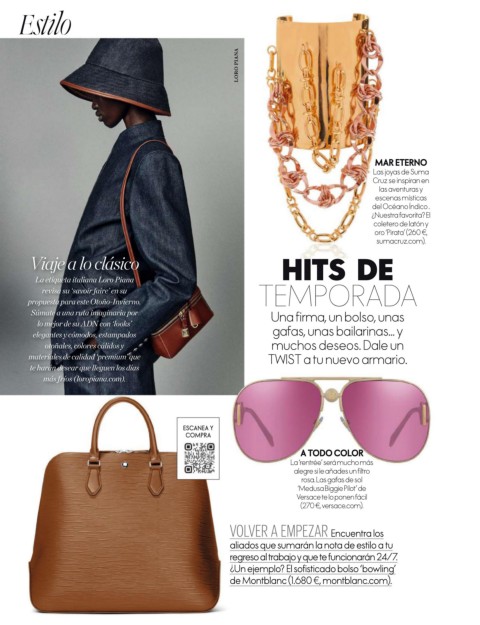 Estilo
LORO PIANA
MAR ETERNO
Las joyas de Suma
Cruz se inspiran en
las aventuras y
escenas místicas
del Océano Índico.
¿Nuestra favorita? El
coletero de latón y
oro 'Pirata' (260 €,
sumacruz.com).
Viaje a lo clásico
La etiqueta italiana Loro Piana
revisa su 'savoir faire' en su
propuesta para este Otoño-Invierno.
Súmate a una ruta imaginaria por
lo mejor de su ADN con 'looks'
elegantes y cómodos, estampados
otoñales, colores cálidos y
materiales de calidad 'premium' que
te harán desear que lleguen los días
más fríos (loropiana.com).
HITS DE
TEMPORADA
Una firma, un bolso, unas
gafas, unas bailarinas... y
muchos deseos. Dale un
TWIST a tu nuevo armario.
ESCANEA Y
COMPRA
A TODO COLOR
La 'rentrée' será mucho más
alegre si le añades un filtro
rosa. Las gafas de sol
'Medusa Biggie Pilot' de
Versace te lo ponen fácil
(270 €, versace.com).
VOLVER A EMPEZAR Encuentra los
aliados que sumarán la nota de estilo a tu
regreso al trabajo y que te funcionarán 24/7.
¿Un ejemplo? El sofisticado bolso 'bowling'
de Montblanc (1.680 €, montblanc.com).